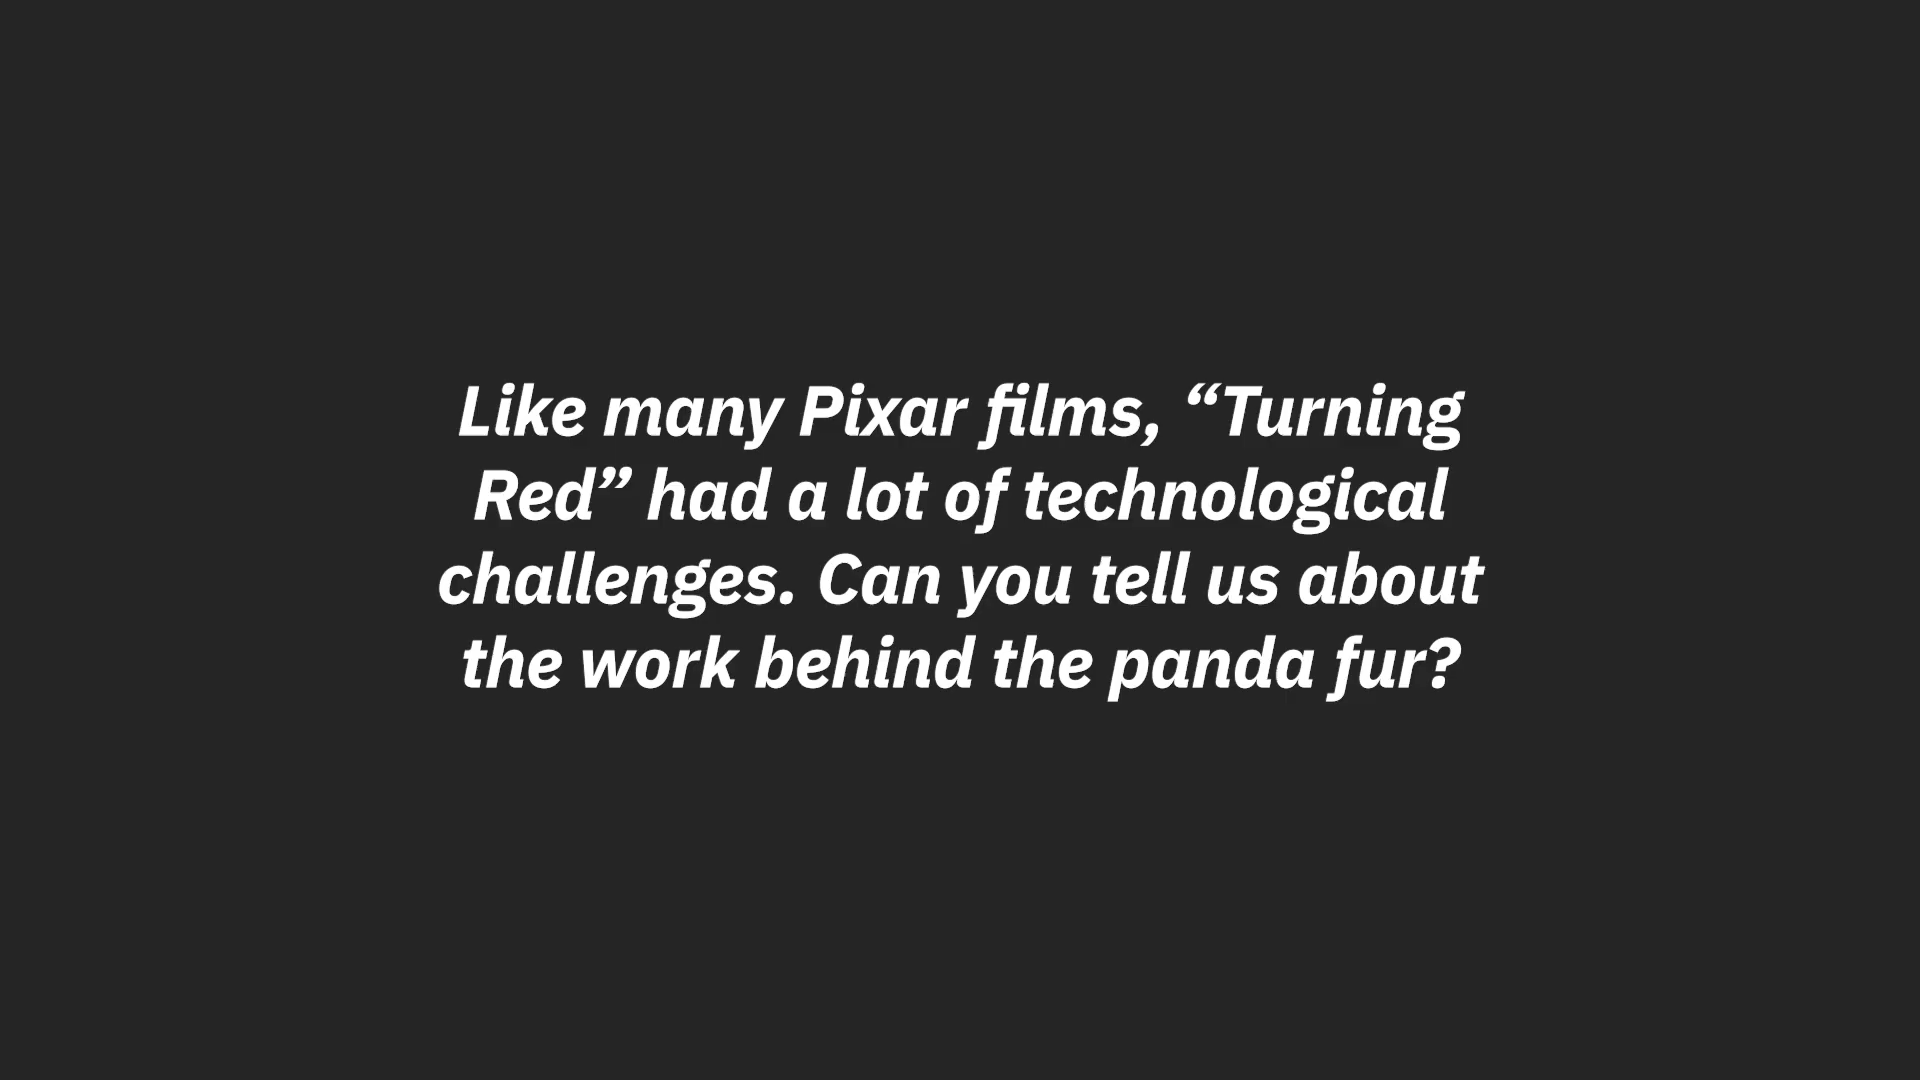 Like many Pixar films, “Turning
Red” had a lot of technological
challenges. Can you tell us about
the work behind the panda fur?